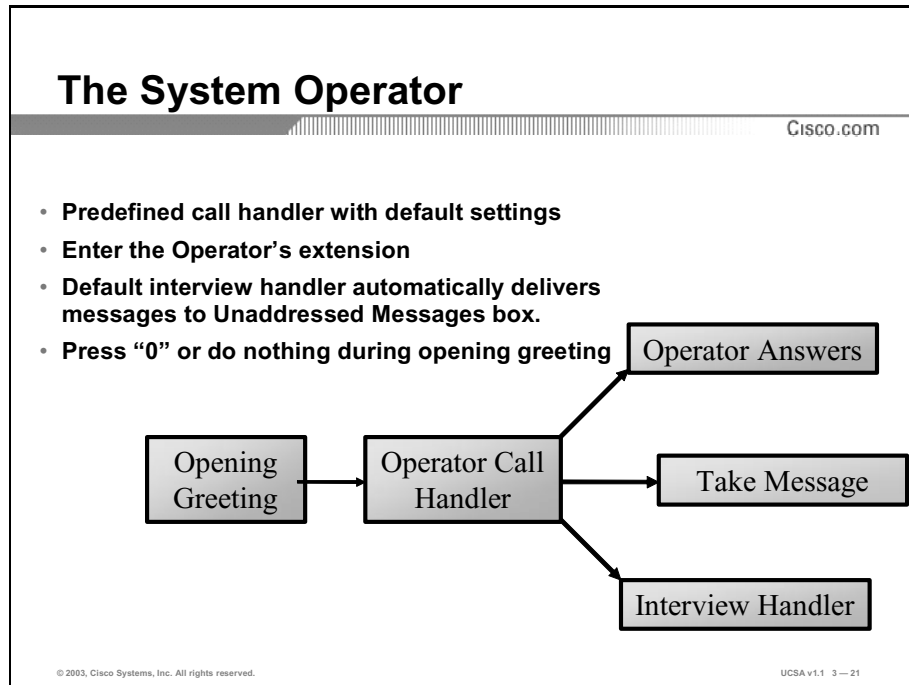 The System Operator
Cisco.com
• Predefined call handler with default settings
• Enter the Operator's extension
• Default interview handler automatically delivers
messages to Unaddressed Messages box.
• Press “0” or do nothing during opening greeting
Operator Answers
Opening
Greeting
Operator Call
Handler
Take Message
Interview Handler
© 2003, Cisco Systems, Inc. All rights reserved.
UCSA v1.1 3 — 21